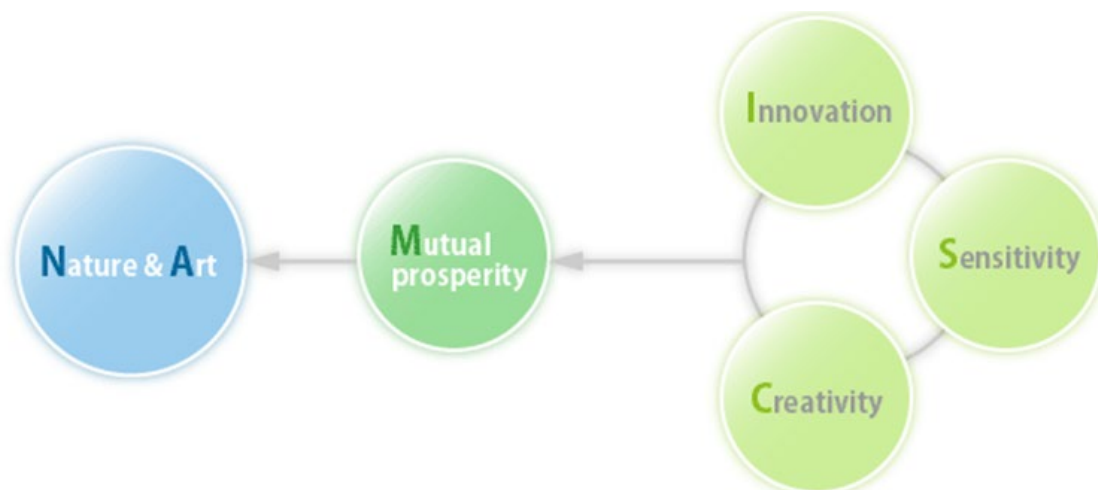 Nature & Art
Mutual
prosperity
Innovation
Sensitivity
Creativity